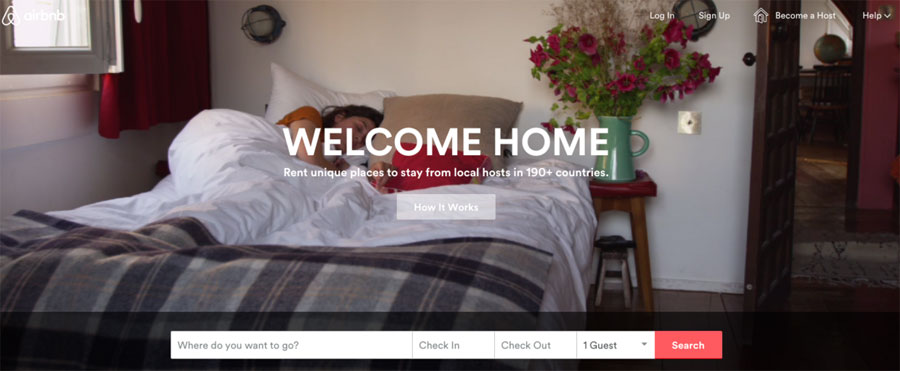 airbnb
Log In
Sign Up
Become a Host
Help
WELCOME HOME
Rent unique places to stay from local hosts in 190+ countries.
How It Works
Where do you want to go?
Check In
Check Out
1 Guest
Search